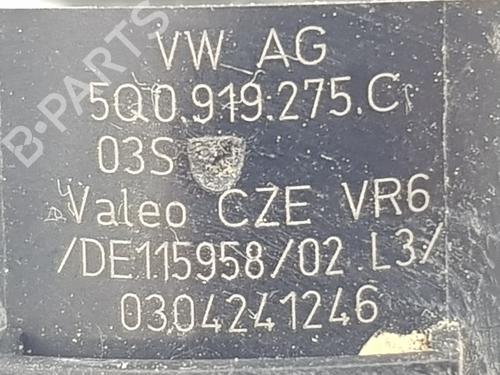 VW AG
5Q0.919.275.C
03S
Valeo CZE VR6
/DE115958/02 L3/
0304241246
B-PARTS